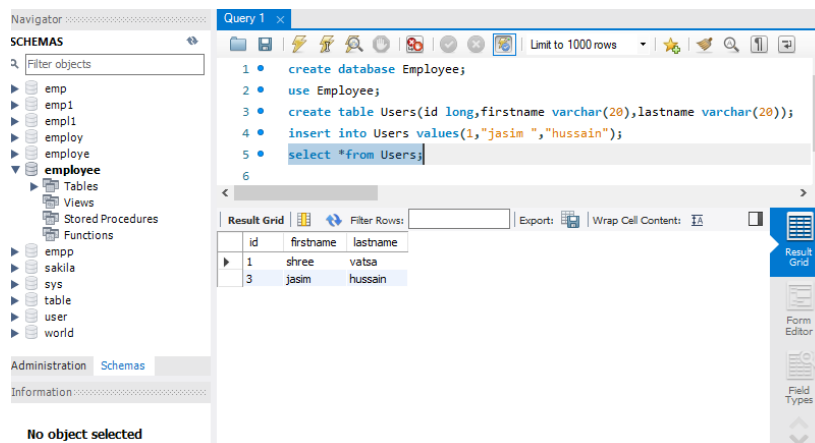 Navigator
SCHEMAS
Filter objects
emp
emp1
empl1
employ
employe
employee
Tables
Views
Stored Procedures
Functions
empp
sakila
sys
table
user
world
Administration Schemas
Information
No object selected
Query 1
Limit to 1000 rows
1 create database Employee;
2 use Employee;
3 create table Users(id long,firstname varchar(20),lastname varchar(20));
4 insert into Users values(1,"jasim ","hussain");
5 select *from Users;
6
Result Grid Filter Rows: Export: Wrap Cell Content:
id firstname lastname
1 shree vatsa
3 jasim hussain
Result
Grid
Form
Editor
Field
Types